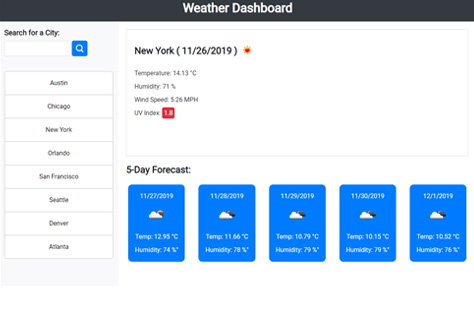 Weather Dashboard
Search for a City:
Austin
Chicago
New York
Orlando
San Francisco
Seattle
Denver
Atlanta
New York ( 11/26/2019 )
Temperature: 14.13 °C
Humidity: 71 %
Wind Speed: 5.26 MPH
UV Index: 1.8
5-Day Forecast:
11/27/2019
Temp: 12.95 °C
Humidity: 74 %"
11/28/2019
Temp: 11.66 °C
Humidity: 78 %"
11/29/2019
Temp: 10.79 °C
Humidity: 79 %"
11/30/2019
Temp: 10.15 °C
Humidity: 79 %"
12/1/2019
Temp: 10.52 °C
Humidity: 76 %"